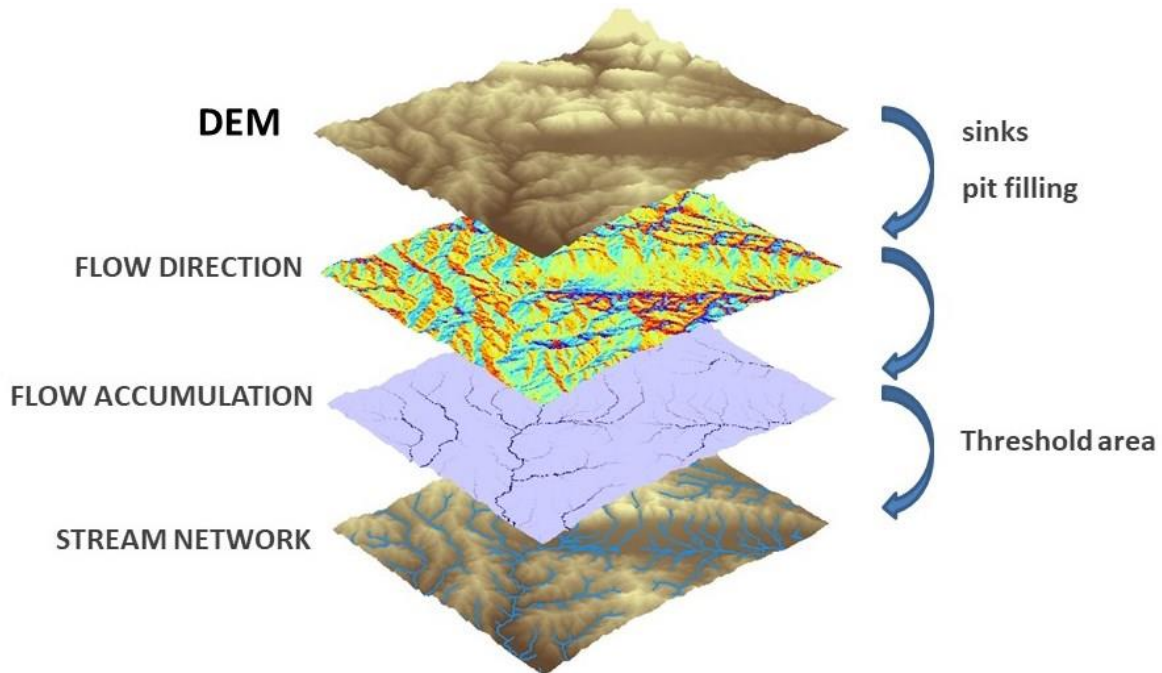 DEM
sinks
pit filling
FLOW DIRECTION
FLOW ACCUMULATION
Threshold area
STREAM NETWORK